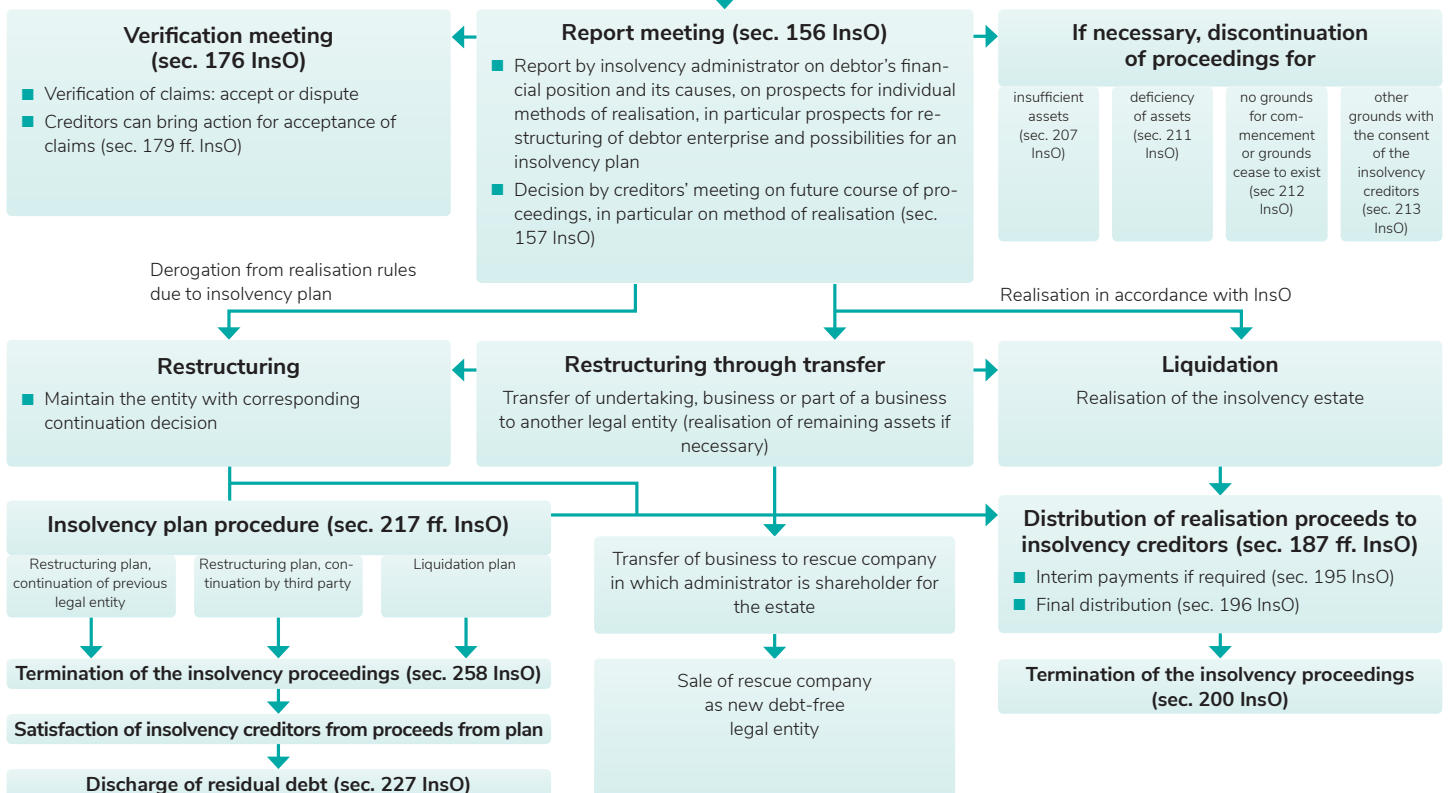 Verification meeting
(sec. 176 InsO)
Verification of claims: accept or dispute
Creditors can bring action for acceptance of
claims (sec. 179 ff. InsO)
Report meeting (sec. 156 InsO)
Report by insolvency administrator on debtor's finan-
cial position and its causes, on prospects for individual
methods of realisation, in particular prospects for re-
structuring of debtor enterprise and possibilities for an
insolvency plan
Decision by creditors' meeting on future course of pro-
ceedings, in particular on method of realisation (sec.
157 InsO)
If necessary, discontinuation
of proceedings for
insufficient
assets
(sec. 207
InsO)
deficiency
of assets
(sec. 211
InsO)
no grounds
for com-
mencement
or grounds
cease to exist
(sec 212
InsO)
other
grounds with
the consent
of the
insolvency
creditors
(sec. 213
InsO)
Derogation from realisation rules
due to insolvency plan
Realisation in accordance with InsO
Restructuring
Maintain the entity with corresponding
continuation decision
Restructuring through transfer
Transfer of undertaking, business or part of a business
to another legal entity (realisation of remaining assets if
necessary)
Liquidation
Realisation of the insolvency estate
Insolvency plan procedure (sec. 217 ff. InsO)
Restructuring plan,
continuation of previous
legal entity
Restructuring plan, con-
tinuation by third party
Liquidation plan
Termination of the insolvency proceedings (sec. 258 InsO)
Satisfaction of insolvency creditors from proceeds from plan
Discharge of residual debt (sec. 227 InsO)
Transfer of business to rescue company
in which administrator is shareholder for
the estate
Sale of rescue company
as new debt-free
legal entity
Distribution of realisation proceeds to
insolvency creditors (sec. 187 ff. InsO)
Interim payments if required (sec. 195 InsO)
Final distribution (sec. 196 InsO)
Termination of the insolvency proceedings
(sec. 200 InsO)